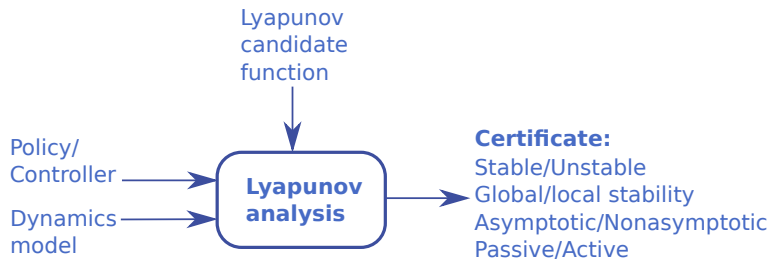 Lyapunov
candidate
function
Policy/
Controller
Dynamics
model
Lyapunov
analysis
Certificate:
Stable/Unstable
Global/local stability
Asymptotic/Nonasymptotic
Passive/Active